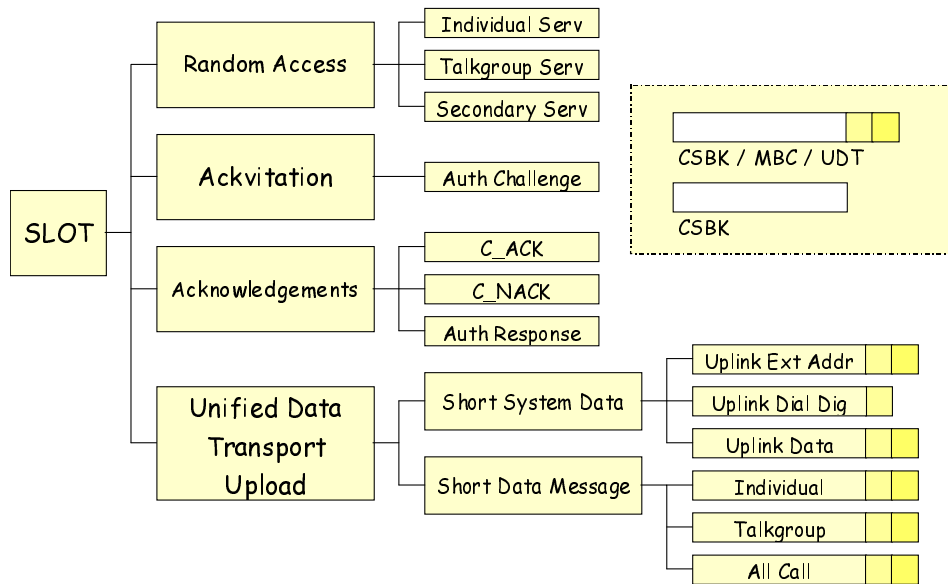 SLOT
Random Access
Individual Serv
Talkgroup Serv
Secondary Serv
Ackvitation
Auth Challenge
Acknowledgements
C_ACK
C_NACK
Auth Response
Unified Data
Transport
Upload
Short System Data
Uplink Ext Addr
Uplink Dial Dig
Uplink Data
Short Data Message
Individual
Talkgroup
All Call
CSBK / MBC / UDT
CSBK